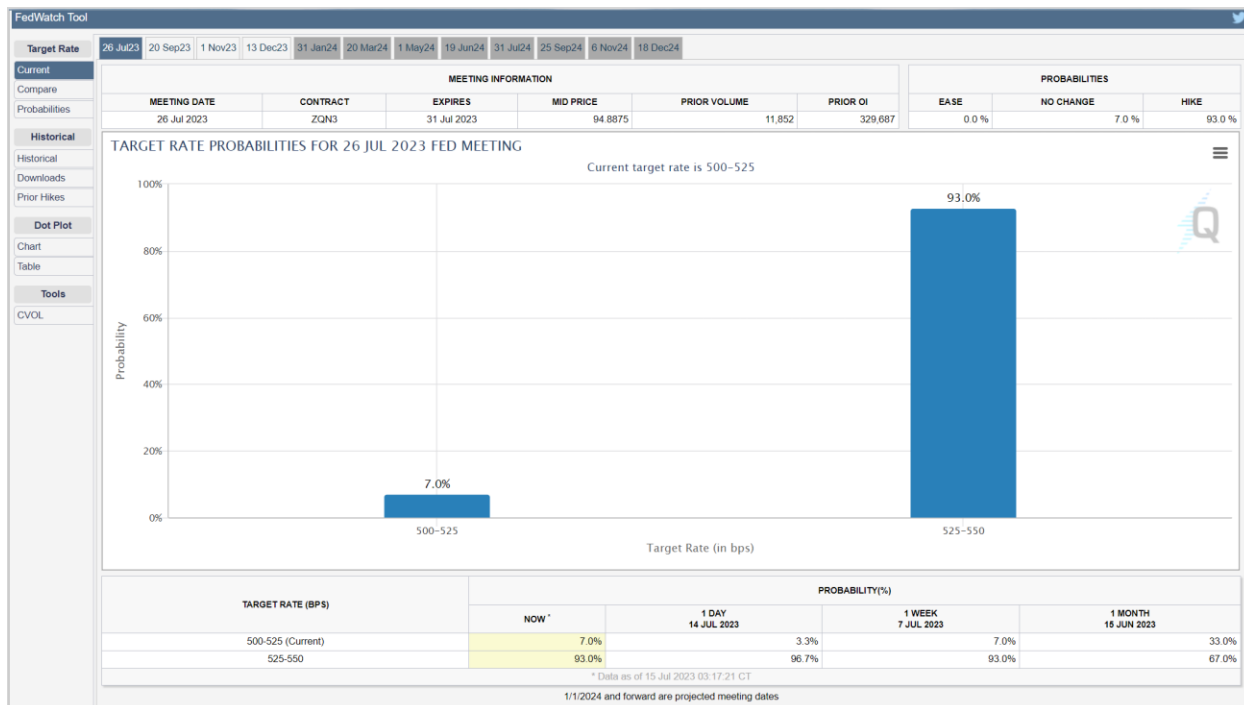 FedWatch Tool
Target Rate
Current
Compare
Probabilities
Historical
Historical
Downloads
Prior Hikes
Dot Plot
Chart
Table
Tools
CVOL
26 Jul23 20 Sep23 1 Nov23 13 Dec23 31 Jan24 20 Mar24 1 May24 19 Jun24 31 Jul24 25 Sep24 6 Nov24 18 Dec24
MEETING INFORMATION
MEETING DATE CONTRACT EXPIRES MID PRICE PRIOR VOLUME PRIOR OI
26 Jul 2023 ZQN3 31 Jul 2023 94.8875 11,852 329,687
PROBABILITIES
EASE NO CHANGE HIKE
0.0 % 7.0 % 93.0 %
TARGET RATE PROBABILITIES FOR 26 JUL 2023 FED MEETING
Current target rate is 500–525
Probability
100%
80%
60%
40%
20%
0%
7.0%
93.0%
Q
500–525 525–550
Target Rate (in bps)
TARGET RATE (BPS) PROBABILITY(%)
NOW * 1 DAY 14 JUL 2023 1 WEEK 7 JUL 2023 1 MONTH 15 JUN 2023
500-525 (Current) 7.0% 3.3% 7.0% 33.0%
525-550 93.0% 96.7% 93.0% 67.0%
* Data as of 15 Jul 2023 03:17:21 CT
1/1/2024 and forward are projected meeting dates